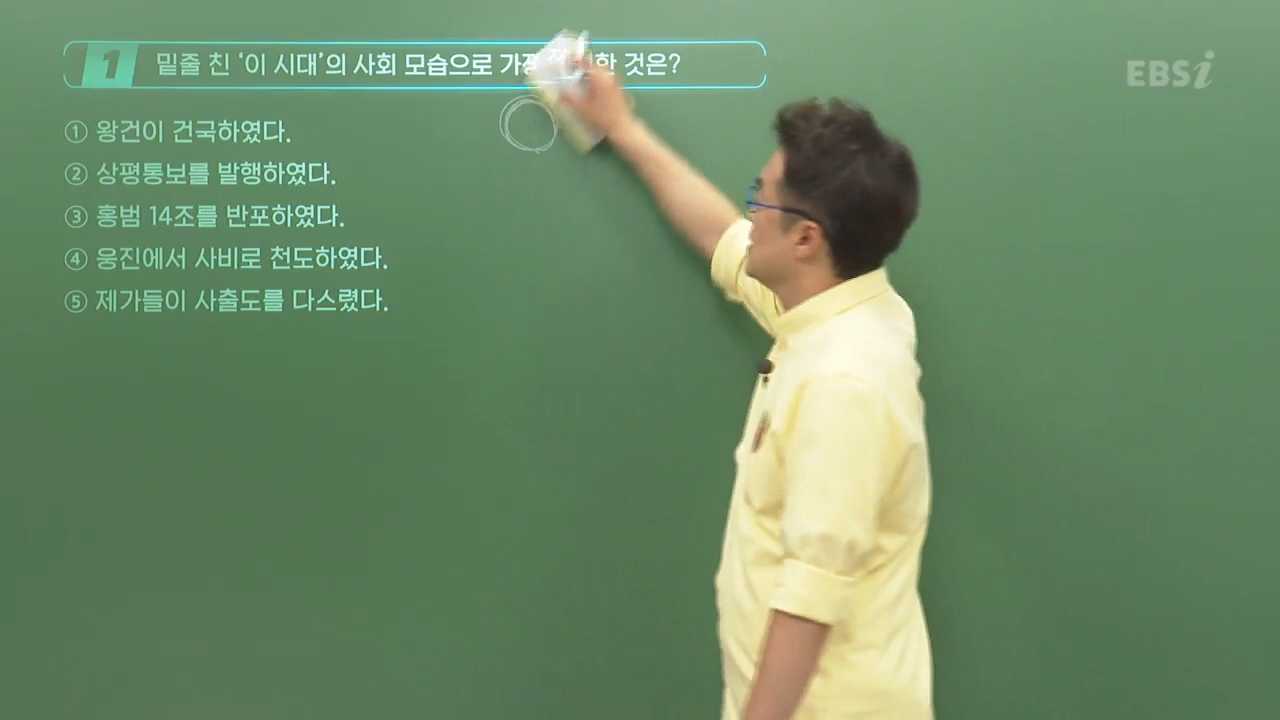 1 밑줄 친 ‘이 시대’의 사회 모습으로 한 것은?
EBSi
① 왕건이 건국하였다.
② 상평통보를 발행하였다.
③ 홍범 14조를 반포하였다.
④ 웅진에서 사비로 천도하였다.
⑤ 제가들이 사출도를 다스렸다.